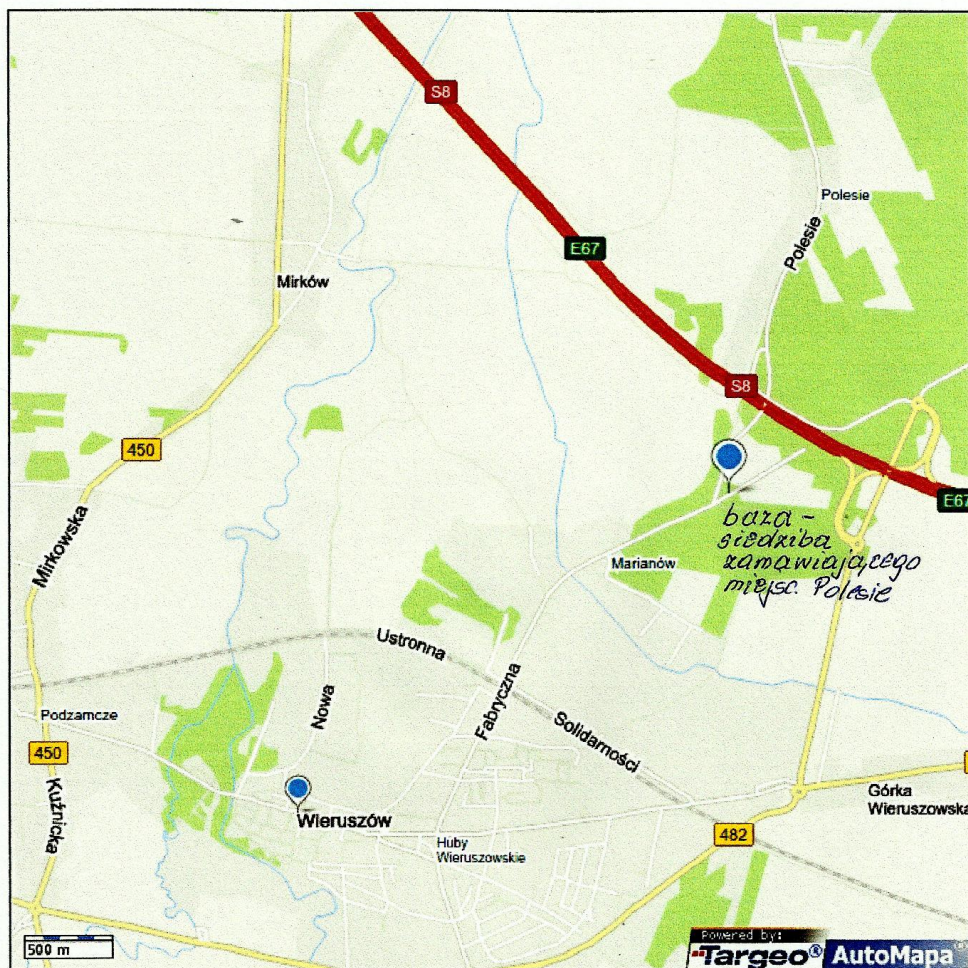 S8
Polesie
Polesie
E67
Mirków
S8
450
E67
baza -
siedziba
zamawiającego
miejsc. Polesie
Mirkowska
Marianów
Ustronna
Fabryczna
Nowa
Solidarności
Podzamcze
450
Kuźnicka
Górka
Wieruszowska
Wieruszów
482
Huby
Wieruszowskie
500 m
Powered by:
Targeo® AutoMapa®